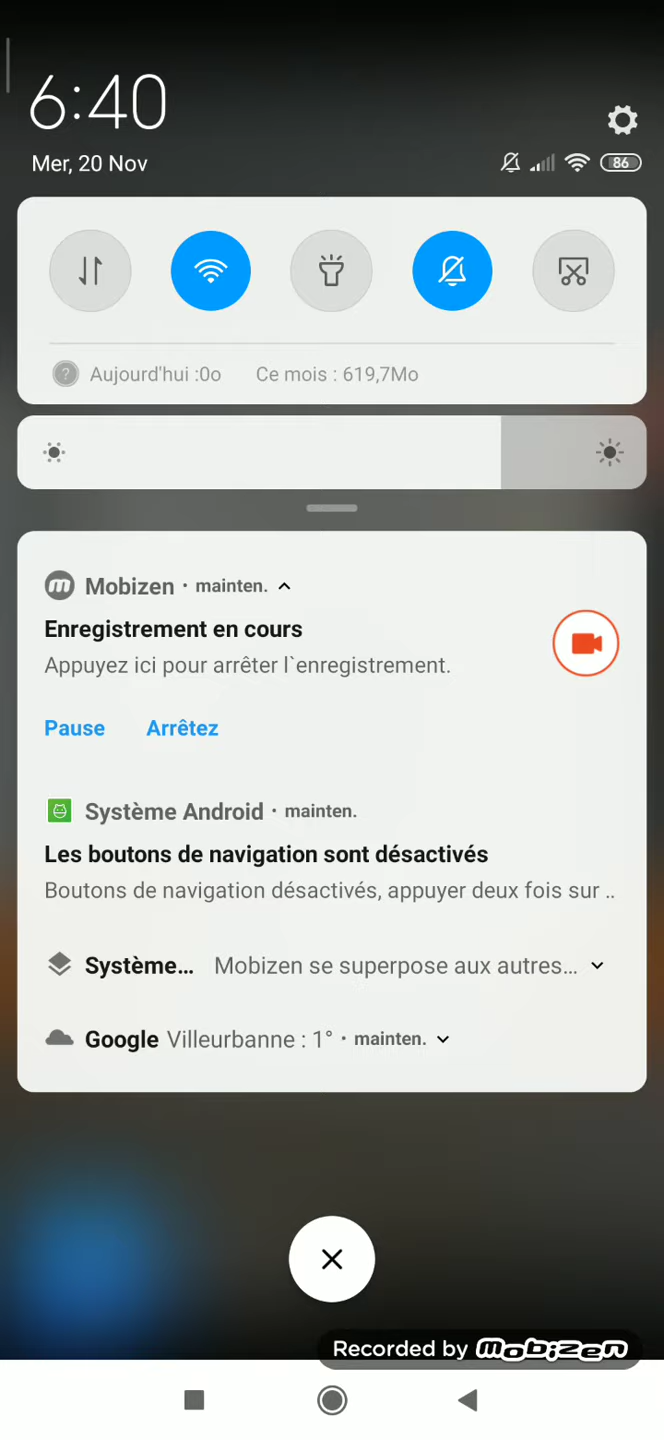 6:40
Mer, 20 Nov
86
Aujourd'hui :0o Ce mois : 619,7Mo
Mobizen · mainten.
Enregistrement en cours
Appuyez ici pour arrêter l`enregistrement.
Pause Arrêtez
Système Android · mainten.
Les boutons de navigation sont désactivés
Boutons de navigation désactivés, appuyer deux fois sur ..
Système... Mobizen se superpose aux autres...
Google Villeurbanne : 1° · mainten.
Recorded by mobizen